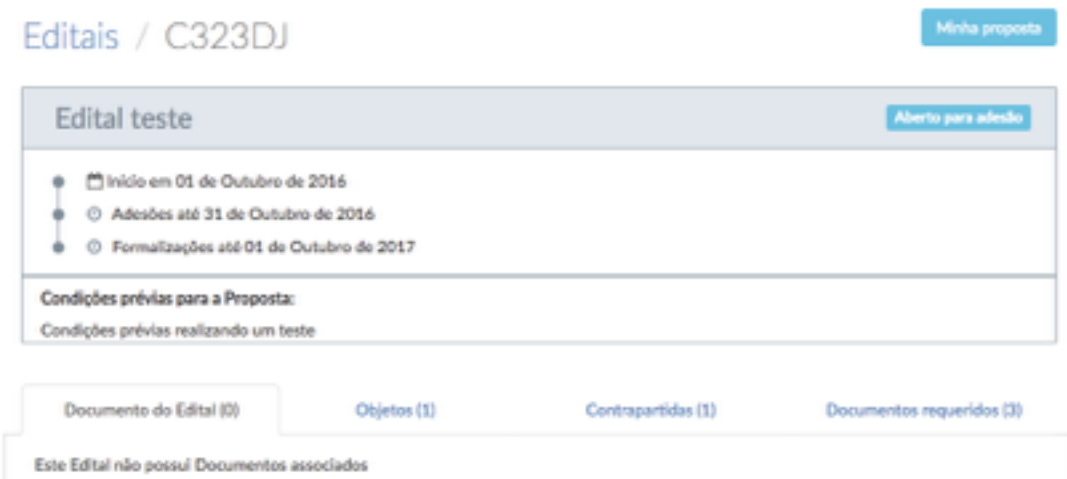 Editais / C323DJ
Minha proposta
Edital teste
Aberto para adesão
Início em 01 de Outubro de 2016
Adesões até 31 de Outubro de 2016
Formalizações até 01 de Outubro de 2017
Condições prévias para a Proposta:
Condições prévias realizando um teste
Documento do Edital (0)
Objetos (1)
Contrapartidas (1)
Documentos requeridos (3)
Este Edital não possui Documentos associados